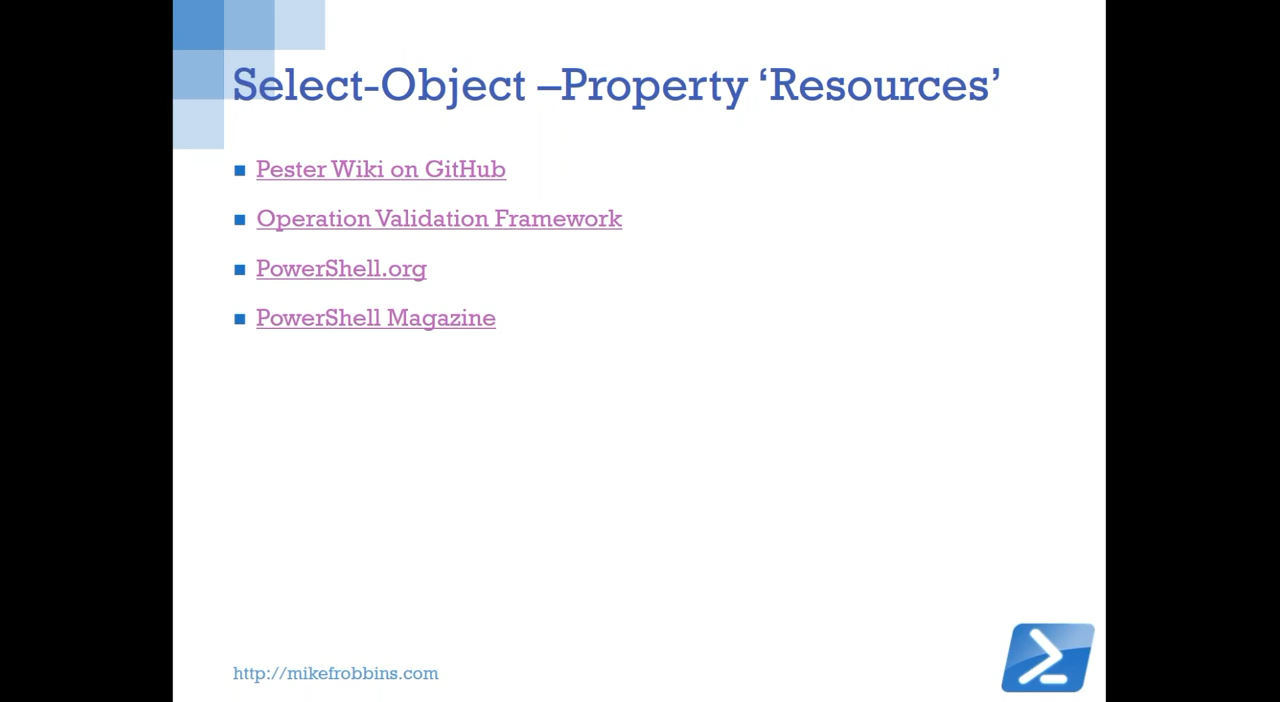 Select-Object –Property ‘Resources’
Pester Wiki on GitHub
Operation Validation Framework
PowerShell.org
PowerShell Magazine
http://mikefrobbins.com